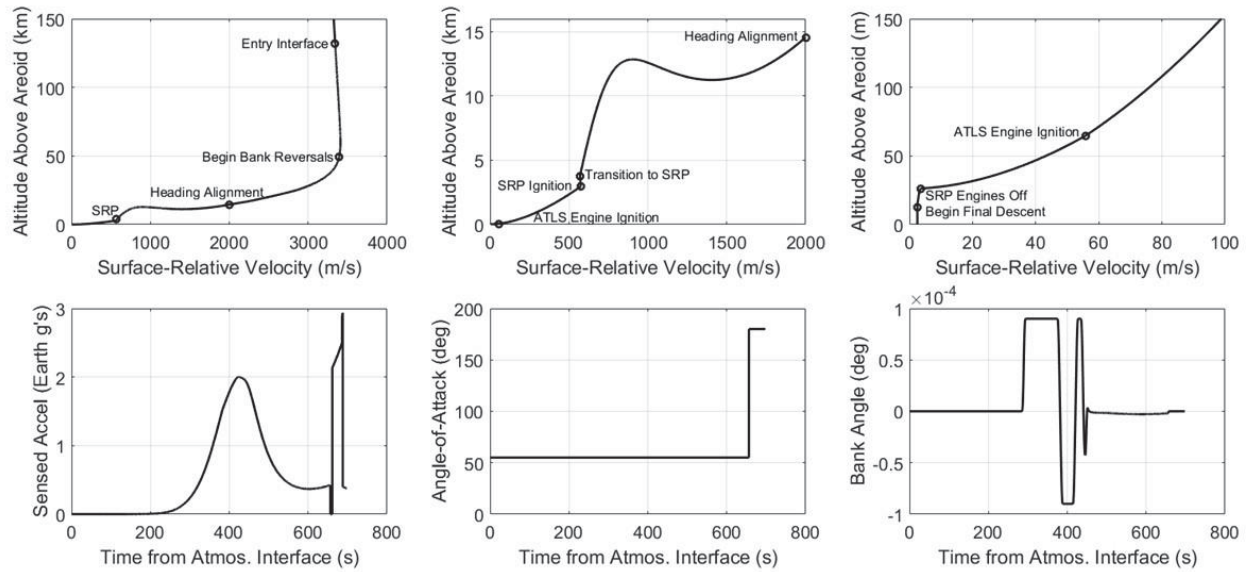 Altitude Above Areoid (km)
150
100
50
0
Entry Interface
Begin Bank Reversals
Heading Alignment
SRP
0
1000
2000
3000
4000
Surface-Relative Velocity (m/s)
Altitude Above Areoid (km)
15
10
5
0
Heading Alignment
Transition to SRP
SRP Ignition
ATLS Engine Ignition
0
500
1000
1500
2000
Surface-Relative Velocity (m/s)
Altitude Above Areoid (m)
150
100
50
0
ATLS Engine Ignition
SRP Engines Off
Begin Final Descent
0
20
40
60
80
100
Surface-Relative Velocity (m/s)
Sensed Accel (Earth g's)
3
2
1
0
0
200
400
600
800
Time from Atmos. Interface (s)
Angle-of-Attack (deg)
200
150
100
50
0
0
200
400
600
800
Time from Atmos. Interface (s)
Bank Angle (deg)
×10⁻⁴
1
0.5
0
-0.5
-1
0
200
400
600
800
Time from Atmos. Interface (s)